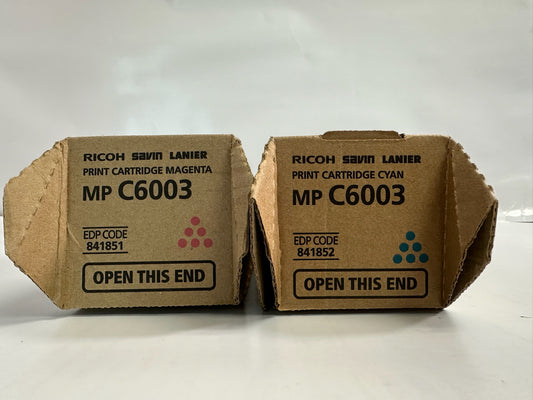 RICOH Savin LANIER
PRINT CARTRIDGE MAGENTA
MP C6003
EDP CODE
841851
OPEN THIS END
RICOH Savin LANIER
PRINT CARTRIDGE CYAN
MP C6003
EDP CODE
841852
OPEN THIS END